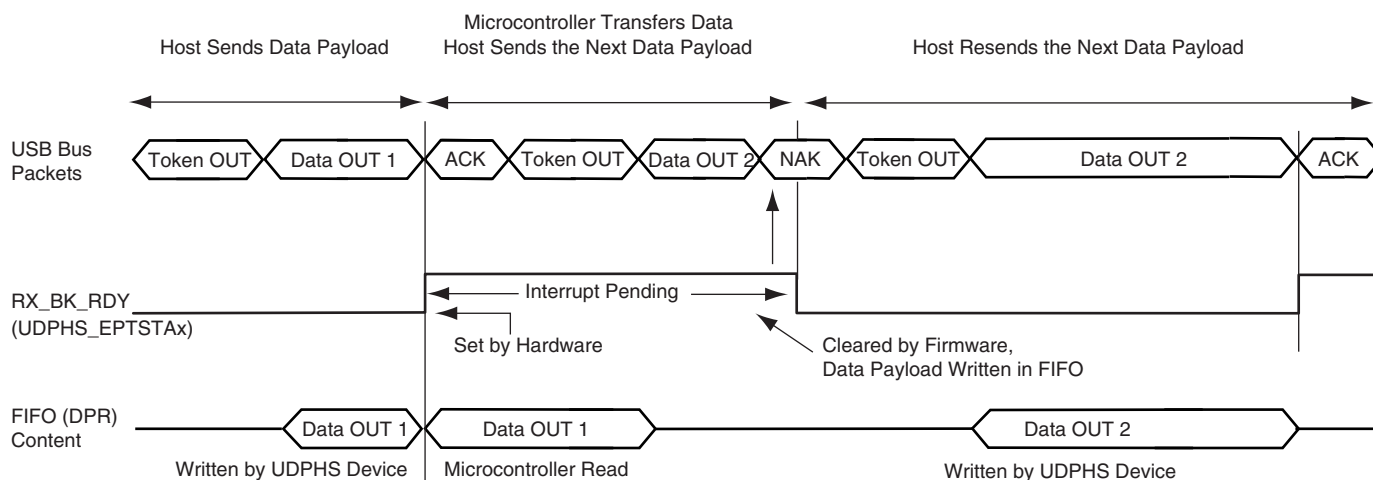 Host Sends Data Payload
Microcontroller Transfers Data
Host Sends the Next Data Payload
Host Resends the Next Data Payload
USB Bus
Packets
Token OUT
Data OUT 1
ACK
Token OUT
Data OUT 2
NAK
Token OUT
Data OUT 2
ACK
RX_BK_RDY
(UDPHS_EPTSTAx)
Interrupt Pending
Set by Hardware
Cleared by Firmware,
Data Payload Written in FIFO
FIFO (DPR)
Content
Data OUT 1
Data OUT 1
Data OUT 2
Written by UDPHS Device
Microcontroller Read
Written by UDPHS Device